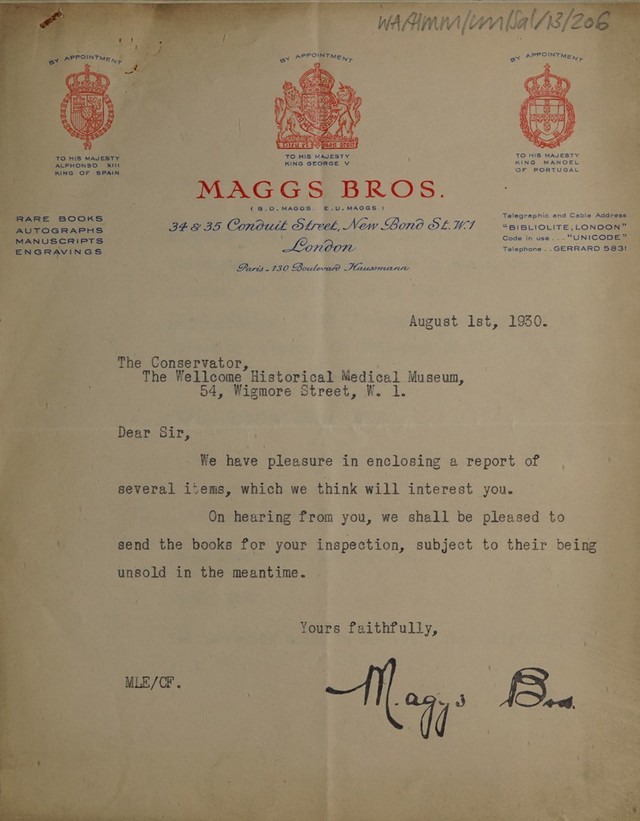 WA/HMM/CM/Sal/13/206
BY APPOINTMENT
TO HIS MAJESTY
ALPHONSO XIII
KING OF SPAIN
BY APPOINTMENT
DIEU ET MON DROIT
TO HIS MAJESTY
KING GEORGE V
BY APPOINTMENT
TO HIS MAJESTY
KING MANOEL
OF PORTUGAL
MAGGS BROS.
(B.D. MAGGS. E.U. MAGGS.)
34 & 35 Conduit Street, New Bond St. W.1
London
Paris - 130 Boulevard Hausmann
RARE BOOKS
AUTOGRAPHS
MANUSCRIPTS
ENGRAVINGS
Telegraphic and Cable Address
"BIBLIOLITE, LONDON"
Code in use ... "UNICODE"
Telephone .. GERRARD 5831
August 1st, 1930.
The Conservator,
The Wellcome Historical Medical Museum,
54, Wigmore Street, W. 1.
Dear Sir,
We have pleasure in enclosing a report of
several items, which we think will interest you.
On hearing from you, we shall be pleased to
send the books for your inspection, subject to their being
unsold in the meantime.
Yours faithfully,
MLE/CF.
Maggs Bros.